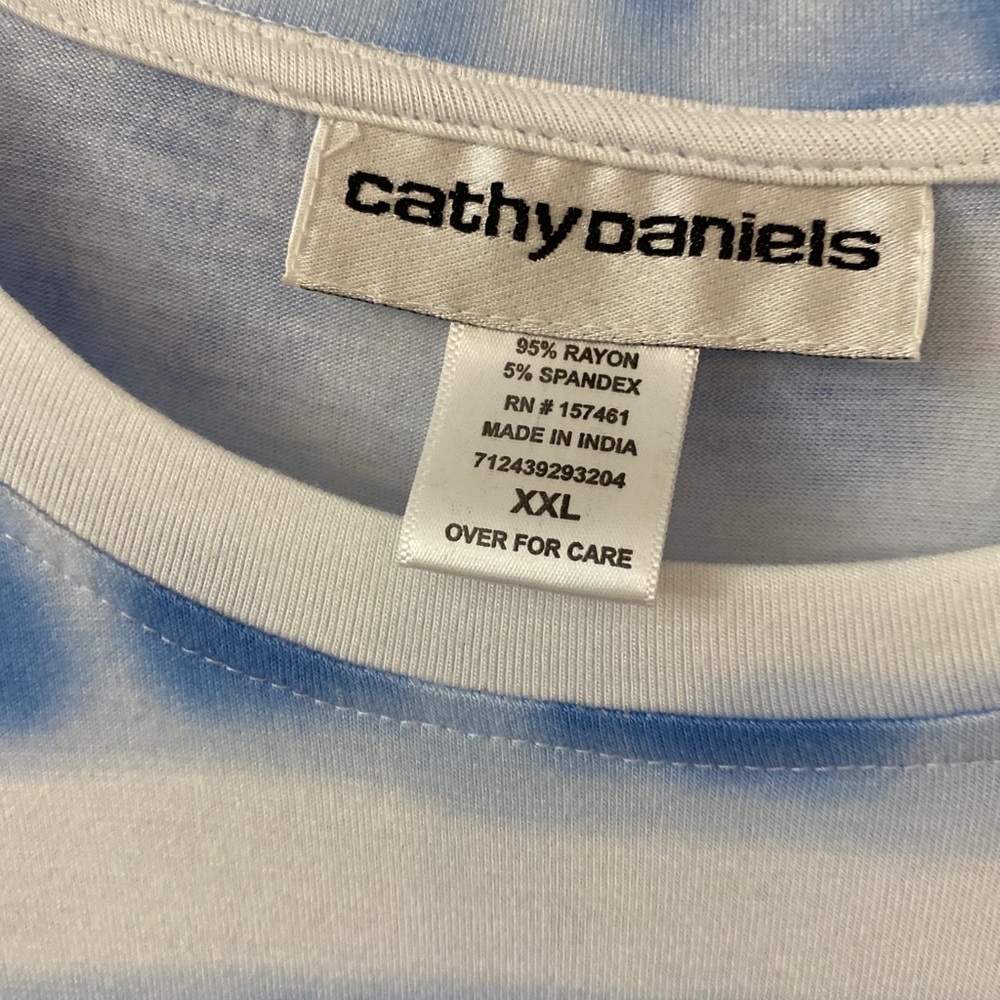 cathy Daniels
95% RAYON
5% SPANDEX
RN # 157461
MADE IN INDIA
712439293204
XXL
OVER FOR CARE